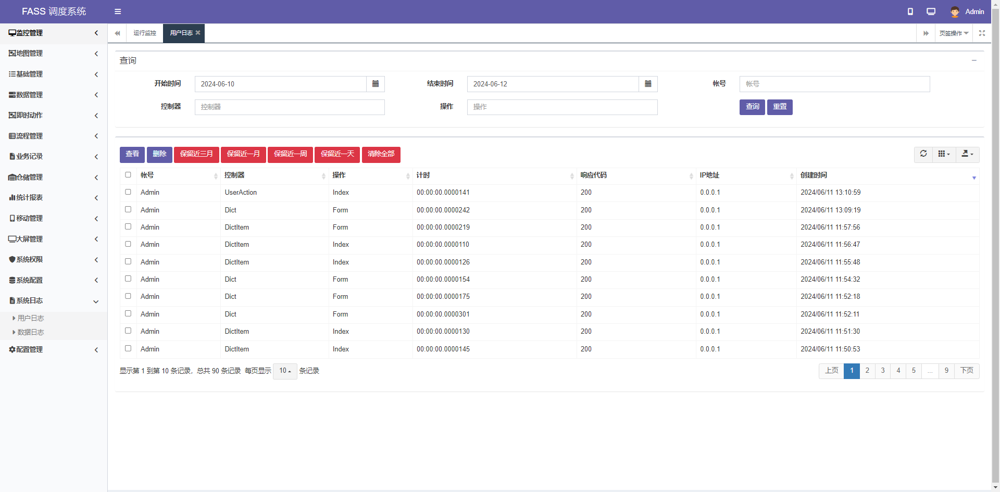 FASS 调度系统
Admin
监控管理
地图管理
基础管理
数据管理
即时动作
流程管理
业务记录
仓储管理
统计报表
移动管理
大屏管理
系统权限
系统配置
系统日志
用户日志
数据日志
配置管理
运行监控 用户日志 页签操作
查询
开始时间 2024-06-10 结束时间 2024-06-12 帐号 帐号
控制器 控制器 操作 操作 查询 重置
查看 删除 保留近三月 保留近一月 保留近一周 保留近一天 清除全部
帐号 控制器 操作 计时 响应代码 IP地址 创建时间
Admin UserAction Index 00:00:00.0000141 200 0.0.0.1 2024/06/11 13:10:59
Admin Dict Form 00:00:00.0000242 200 0.0.0.1 2024/06/11 13:09:19
Admin DictItem Form 00:00:00.0000219 200 0.0.0.1 2024/06/11 11:57:56
Admin DictItem Index 00:00:00.0000110 200 0.0.0.1 2024/06/11 11:56:47
Admin DictItem Index 00:00:00.0000126 200 0.0.0.1 2024/06/11 11:55:48
Admin Dict Form 00:00:00.0000154 200 0.0.0.1 2024/06/11 11:54:32
Admin Dict Form 00:00:00.0000175 200 0.0.0.1 2024/06/11 11:52:18
Admin Dict Form 00:00:00.0000301 200 0.0.0.1 2024/06/11 11:52:11
Admin DictItem Index 00:00:00.0000130 200 0.0.0.1 2024/06/11 11:51:30
Admin DictItem Index 00:00:00.0000145 200 0.0.0.1 2024/06/11 11:50:53
显示第 1 到第 10 条记录，总共 90 条记录 每页显示 10 条记录
上页 1 2 3 4 5 ... 9 下页